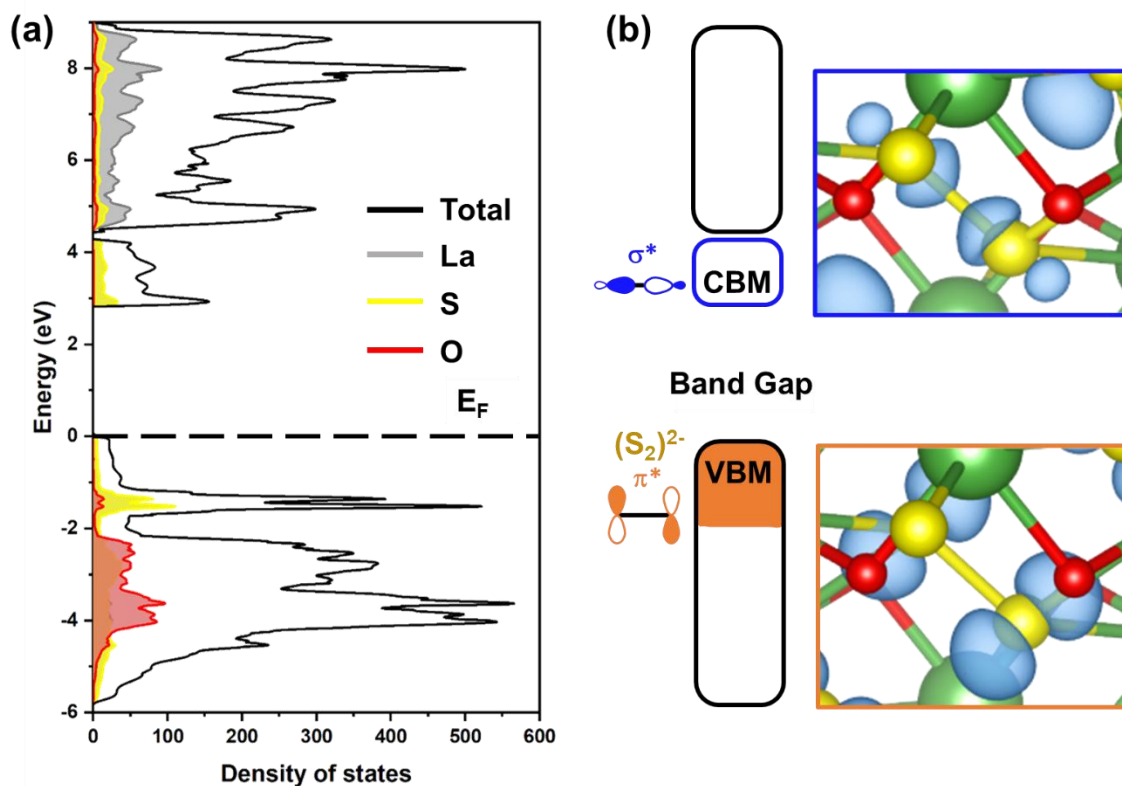 (a)
8
6
4
2
0
-2
-4
-6
Energy (eV)
0 100 200 300 400 500 600
Density of states
Total
La
S
O
E_F
(b)
σ*
CBM
Band Gap
(S₂)²⁻
π*
VBM